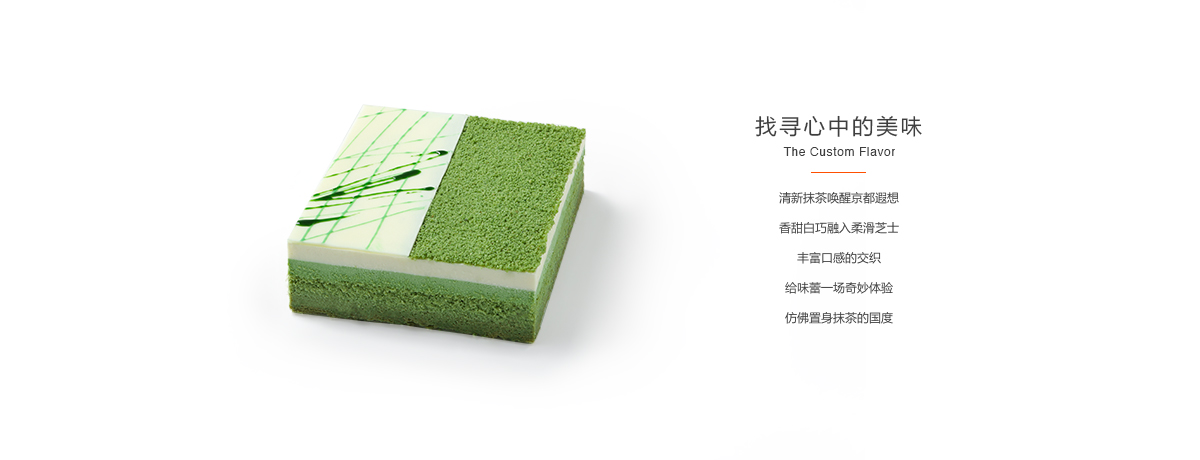 找寻心中的美味
The Custom Flavor
清新抹茶唤醒京都遐想
香甜白巧融入柔滑芝士
丰富口感的交织
给味蕾一场奇妙体验
仿佛置身抹茶的国度